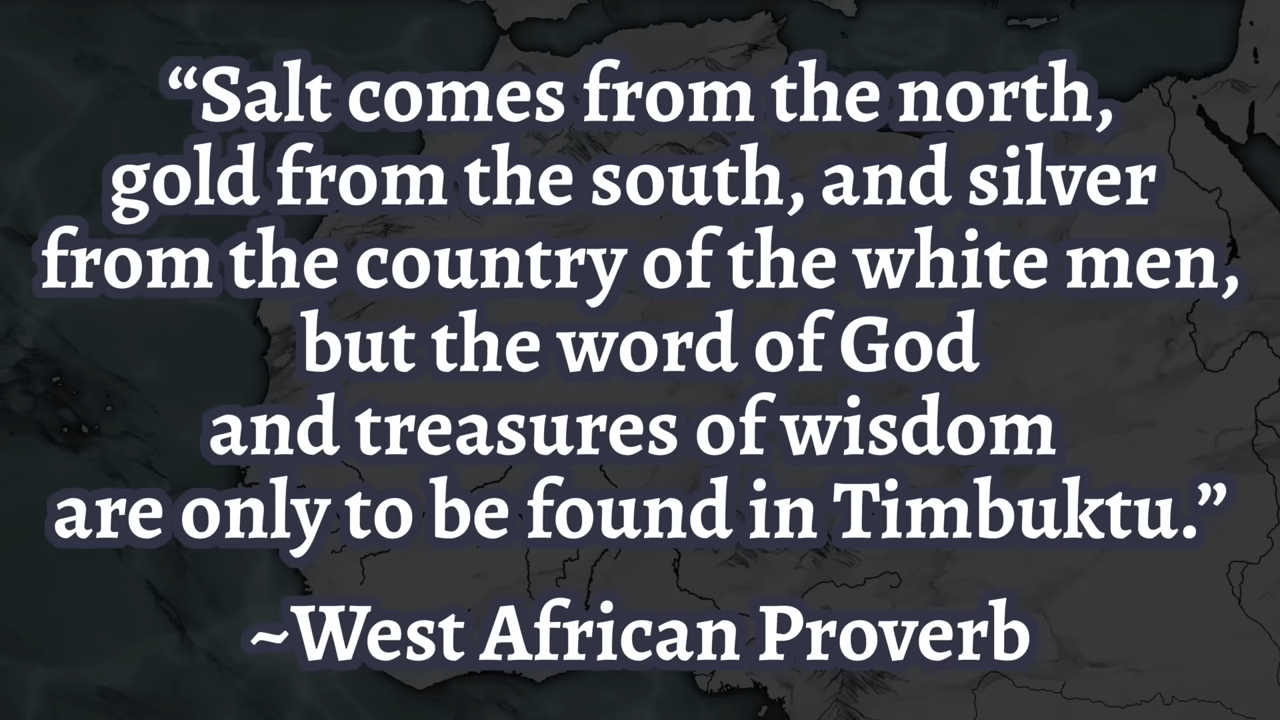 “Salt comes from the north,
gold from the south, and silver
from the country of the white men,
but the word of God
and treasures of wisdom
are only to be found in Timbuktu.”
~West African Proverb